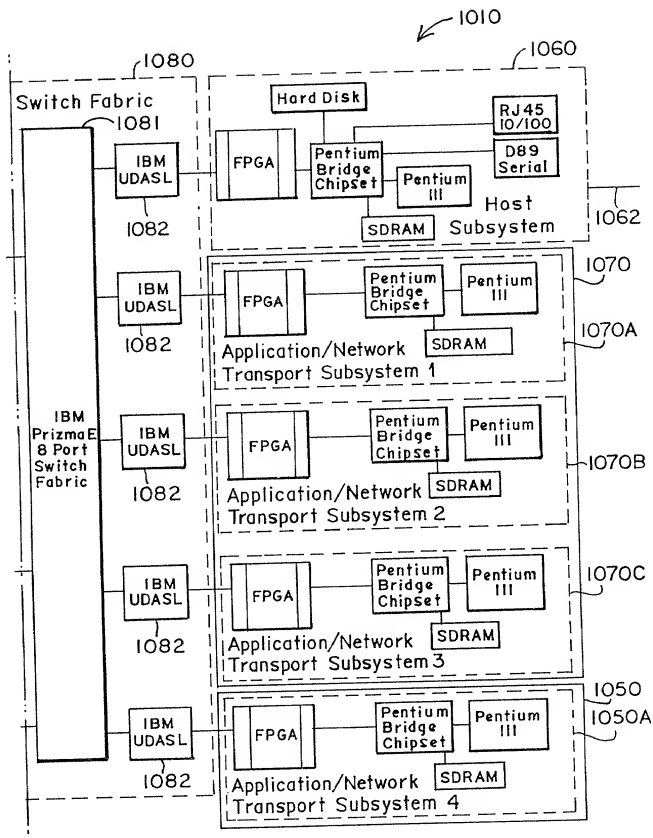 1010
1080
1060
Switch Fabric
1081
Hard Disk
RJ45
10/100
D89
Serial
IBM
UDASL
1082
FPGA
Pentium
Bridge
Chipset
Pentium
III
SDRAM
Host
Subsystem
1062
IBM
UDASL
1082
FPGA
Pentium
Bridge
Chipset
Pentium
III
SDRAM
Application/Network
Transport Subsystem 1
1070
1070A
IBM
PrizmaE
8 Port
Switch
Fabric
IBM
UDASL
1082
FPGA
Pentium
Bridge
Chipset
Pentium
III
SDRAM
Application/Network
Transport Subsystem 2
1070B
IBM
UDASL
1082
FPGA
Pentium
Bridge
Chipset
Pentium
III
SDRAM
Application/Network
Transport Subsystem 3
1070C
IBM
UDASL
1082
FPGA
Pentium
Bridge
Chipset
Pentium
III
SDRAM
Application/Network
Transport Subsystem 4
1050
1050A